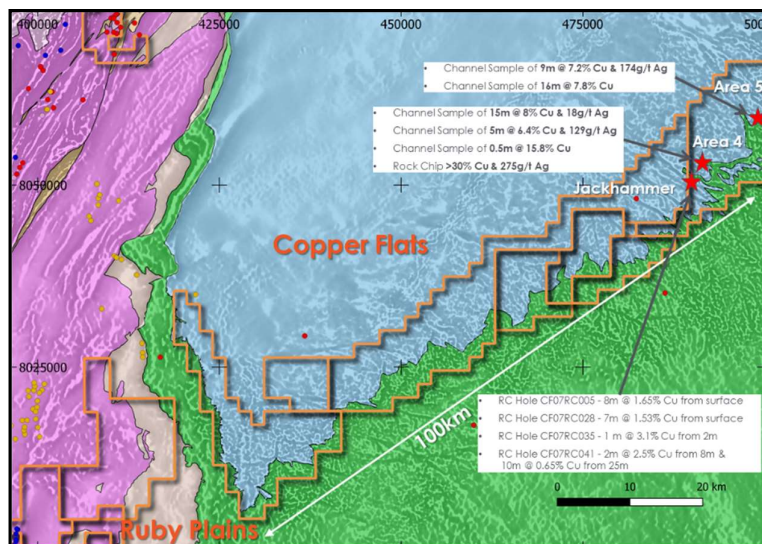 400000
425000
450000
475000
500
• Channel Sample of 9m @ 7.2% Cu & 174g/t Ag
• Channel Sample of 16m @ 7.8% Cu
Area 5
• Channel Sample of 15m @ 8% Cu & 18g/t Ag
• Channel Sample of 5m @ 6.4% Cu & 129g/t Ag
• Channel Sample of 0.5m @ 15.8% Cu
• Rock Chip >30% Cu & 275g/t Ag
Area 4
8050000
Jackhammer
Copper Flats
8025000
100km
• RC Hole CF07RC005 - 8m @ 1.65% Cu from surface
• RC Hole CF07RC028 - 7m @ 1.53% Cu from surface
• RC Hole CF07RC035 - 1 m @ 3.1% Cu from 2m
• RC Hole CF07RC041 - 2m @ 2.5% Cu from 8m &
10m @ 0.65% Cu from 25m
0 10 20 km
Ruby Plains